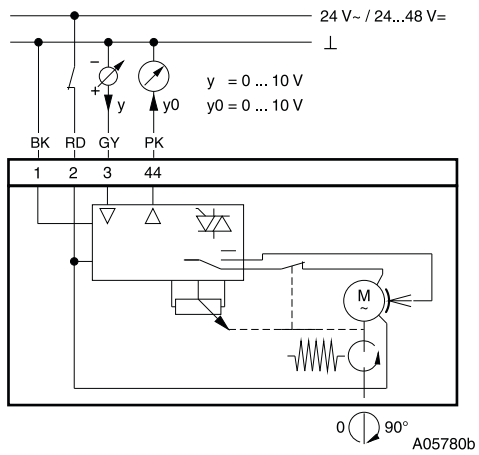 24 V~ / 24...48 V=
⊥
− + y
y0
y = 0 ... 10 V
y0 = 0 ... 10 V
BK RD GY PK
1 2 3 44
M
~
0 90°
A05780b